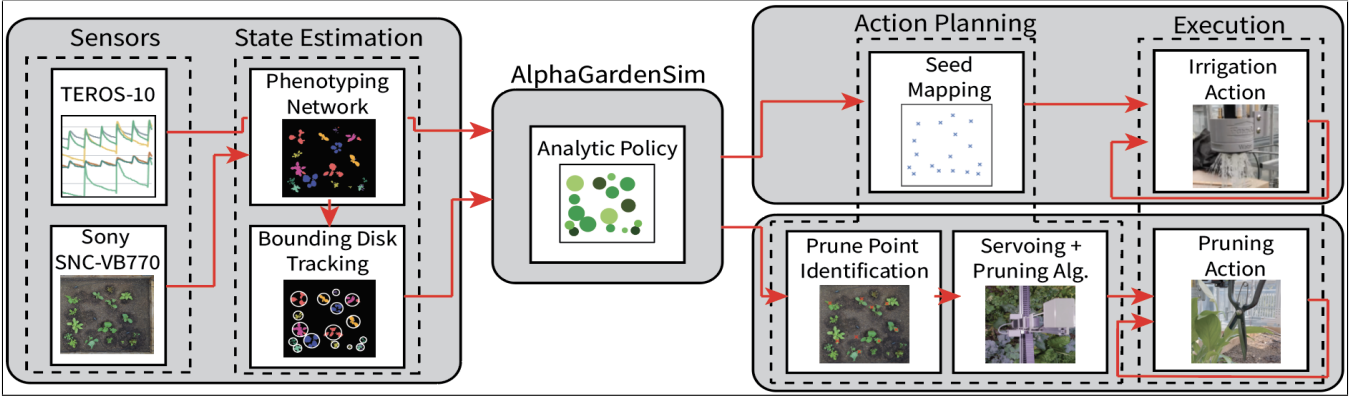 Sensors
TEROS-10
Sony
SNC-VB770
State Estimation
Phenotyping
Network
Bounding Disk
Tracking
AlphaGardenSim
Analytic Policy
Action Planning
Seed
Mapping
Prune Point
Identification
Servoing +
Pruning Alg.
Execution
Irrigation
Action
Pruning
Action